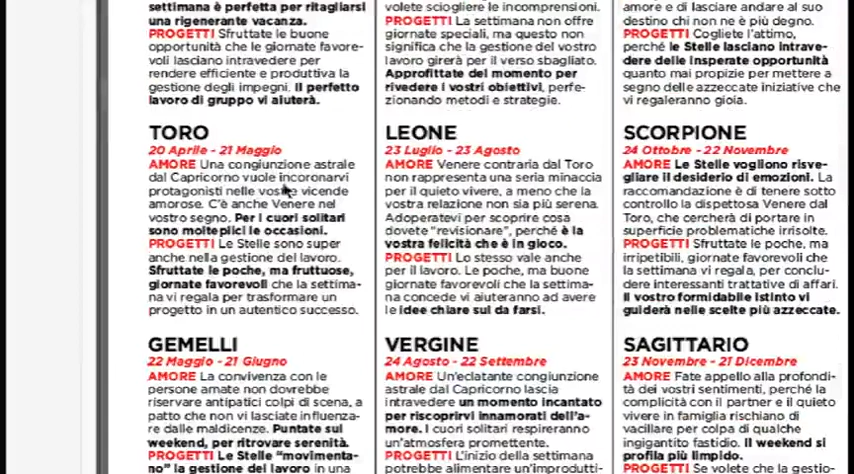 settimana è perfetta per ritagliarsi
una rigenerante vacanza.
PROGETTI Sfruttate le buone
opportunità che le giornate favore-
voli lasciano intravedere per
rendere efficiente e produttiva la
gestione degli impegni. Il perfetto
lavoro di gruppo vi aiuterà.
TORO
20 Aprile - 21 Maggio
AMORE Una congiunzione astrale
dal Capricorno vuole incoronarvi
protagonisti nelle vostre vicende
amorose. C'è anche Venere nel
vostro segno. Per i cuori solitari
sono molteplici le occasioni.
PROGETTI Le Stelle sono super
anche nella gestione del lavoro.
Sfruttate le poche, ma fruttuose,
giornate favorevoli che la settima-
na vi regala per trasformare un
progetto in un autentico successo.
GEMELLI
22 Maggio - 21 Giugno
AMORE La convivenza con le
persone amate non dovrebbe
riservare antipatici colpi di scena, a
patto che non vi lasciate influenza-
re dalle maldicenze. Puntate sul
weekend, per ritrovare serenità.
PROGETTI Le Stelle "movimenta-
no" la gestione del lavoro in una
volete sciogliere le incomprensioni.
PROGETTI La settimana non offre
giornate speciali, ma questo non
significa che la gestione del vostro
lavoro girerà per il verso sbagliato.
Approfittate del momento per
rivedere i vostri obiettivi, perfe-
zionando metodi e strategie.
LEONE
23 Luglio - 23 Agosto
AMORE Venere contraria dal Toro
non rappresenta una seria minaccia
per il quieto vivere, a meno che la
vostra relazione non sia più serena.
Adoperatevi per scoprire cosa
dovete "revisionare", perché è la
vostra felicità che è in gioco.
PROGETTI Lo stesso vale anche
per il lavoro. Le poche, ma buone
giornate favorevoli che la settima-
na concede vi aiuteranno ad avere
le idee chiare sul da farsi.
VERGINE
24 Agosto - 22 Settembre
AMORE Un'eclatante congiunzione
astrale dal Capricorno lascia
intravedere un momento incantato
per riscoprirvi innamorati dell'a-
more. I cuori solitari respireranno
un'atmosfera promettente.
PROGETTI L'inizio della settimana
potrebbe alimentare un'improdutti-
amore e di lasciare andare al suo
destino chi non ne è più degno.
PROGETTI Cogliete l'attimo,
perché le Stelle lasciano intrave-
dere delle insperate opportunità
quanto mai propizie per mettere a
segno delle azzeccate iniziative che
vi regaleranno gioia.
SCORPIONE
24 Ottobre - 22 Novembre
AMORE Le Stelle vogliono risve-
gliare il desiderio di emozioni. La
raccomandazione è di tenere sotto
controllo la dispettosa Venere dal
Toro, che cercherà di portare in
superficie problematiche irrisolte.
PROGETTI Sfruttate le poche, ma
irripetibili, giornate favorevoli che
la settimana vi regala, per conclu-
dere interessanti trattative di affari.
Il vostro formidabile istinto vi
guiderà nelle scelte più azzeccate.
SAGITTARIO
23 Novembre - 21 Dicembre
AMORE Fate appello alla profondi-
tà dei vostri sentimenti, perché la
complicità con il partner e il quieto
vivere in famiglia rischiano di
vacillare per colpa di qualche
ingigantito fastidio. Il weekend si
profila più limpido.
PROGETTI Se volete che la gestio-